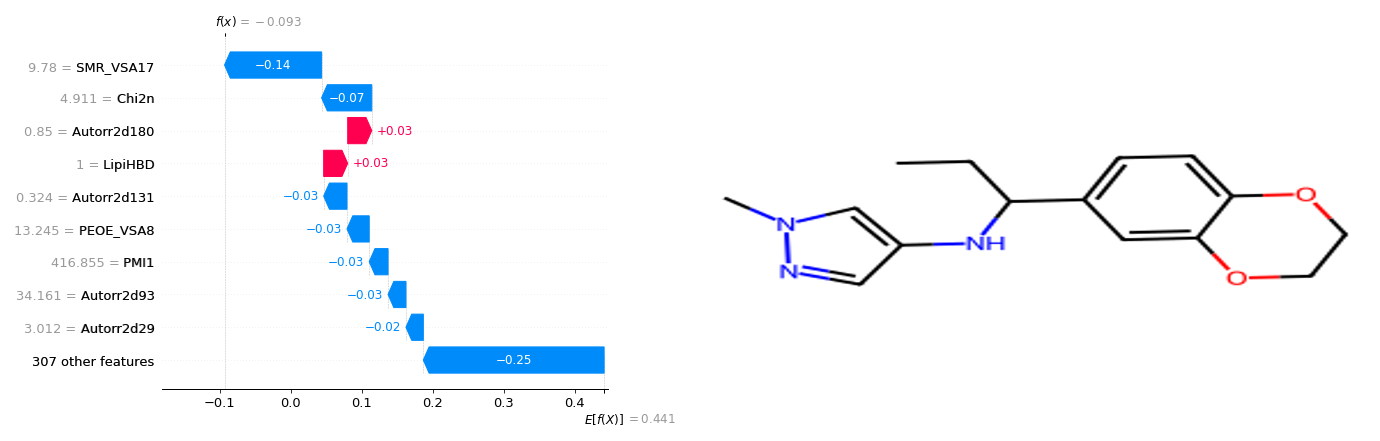 f(x) = −0.093
9.78 = SMR_VSA17
−0.14
4.911 = Chi2n
−0.07
0.85 = Autorr2d180
+0.03
1 = LipiHBD
+0.03
0.324 = Autorr2d131
−0.03
13.245 = PEOE_VSA8
−0.03
416.855 = PMI1
−0.03
34.161 = Autorr2d93
−0.03
3.012 = Autorr2d29
−0.02
307 other features
−0.25
−0.1 0.0 0.1 0.2 0.3 0.4
E[f(X)] = 0.441
N
N
NH
O
O